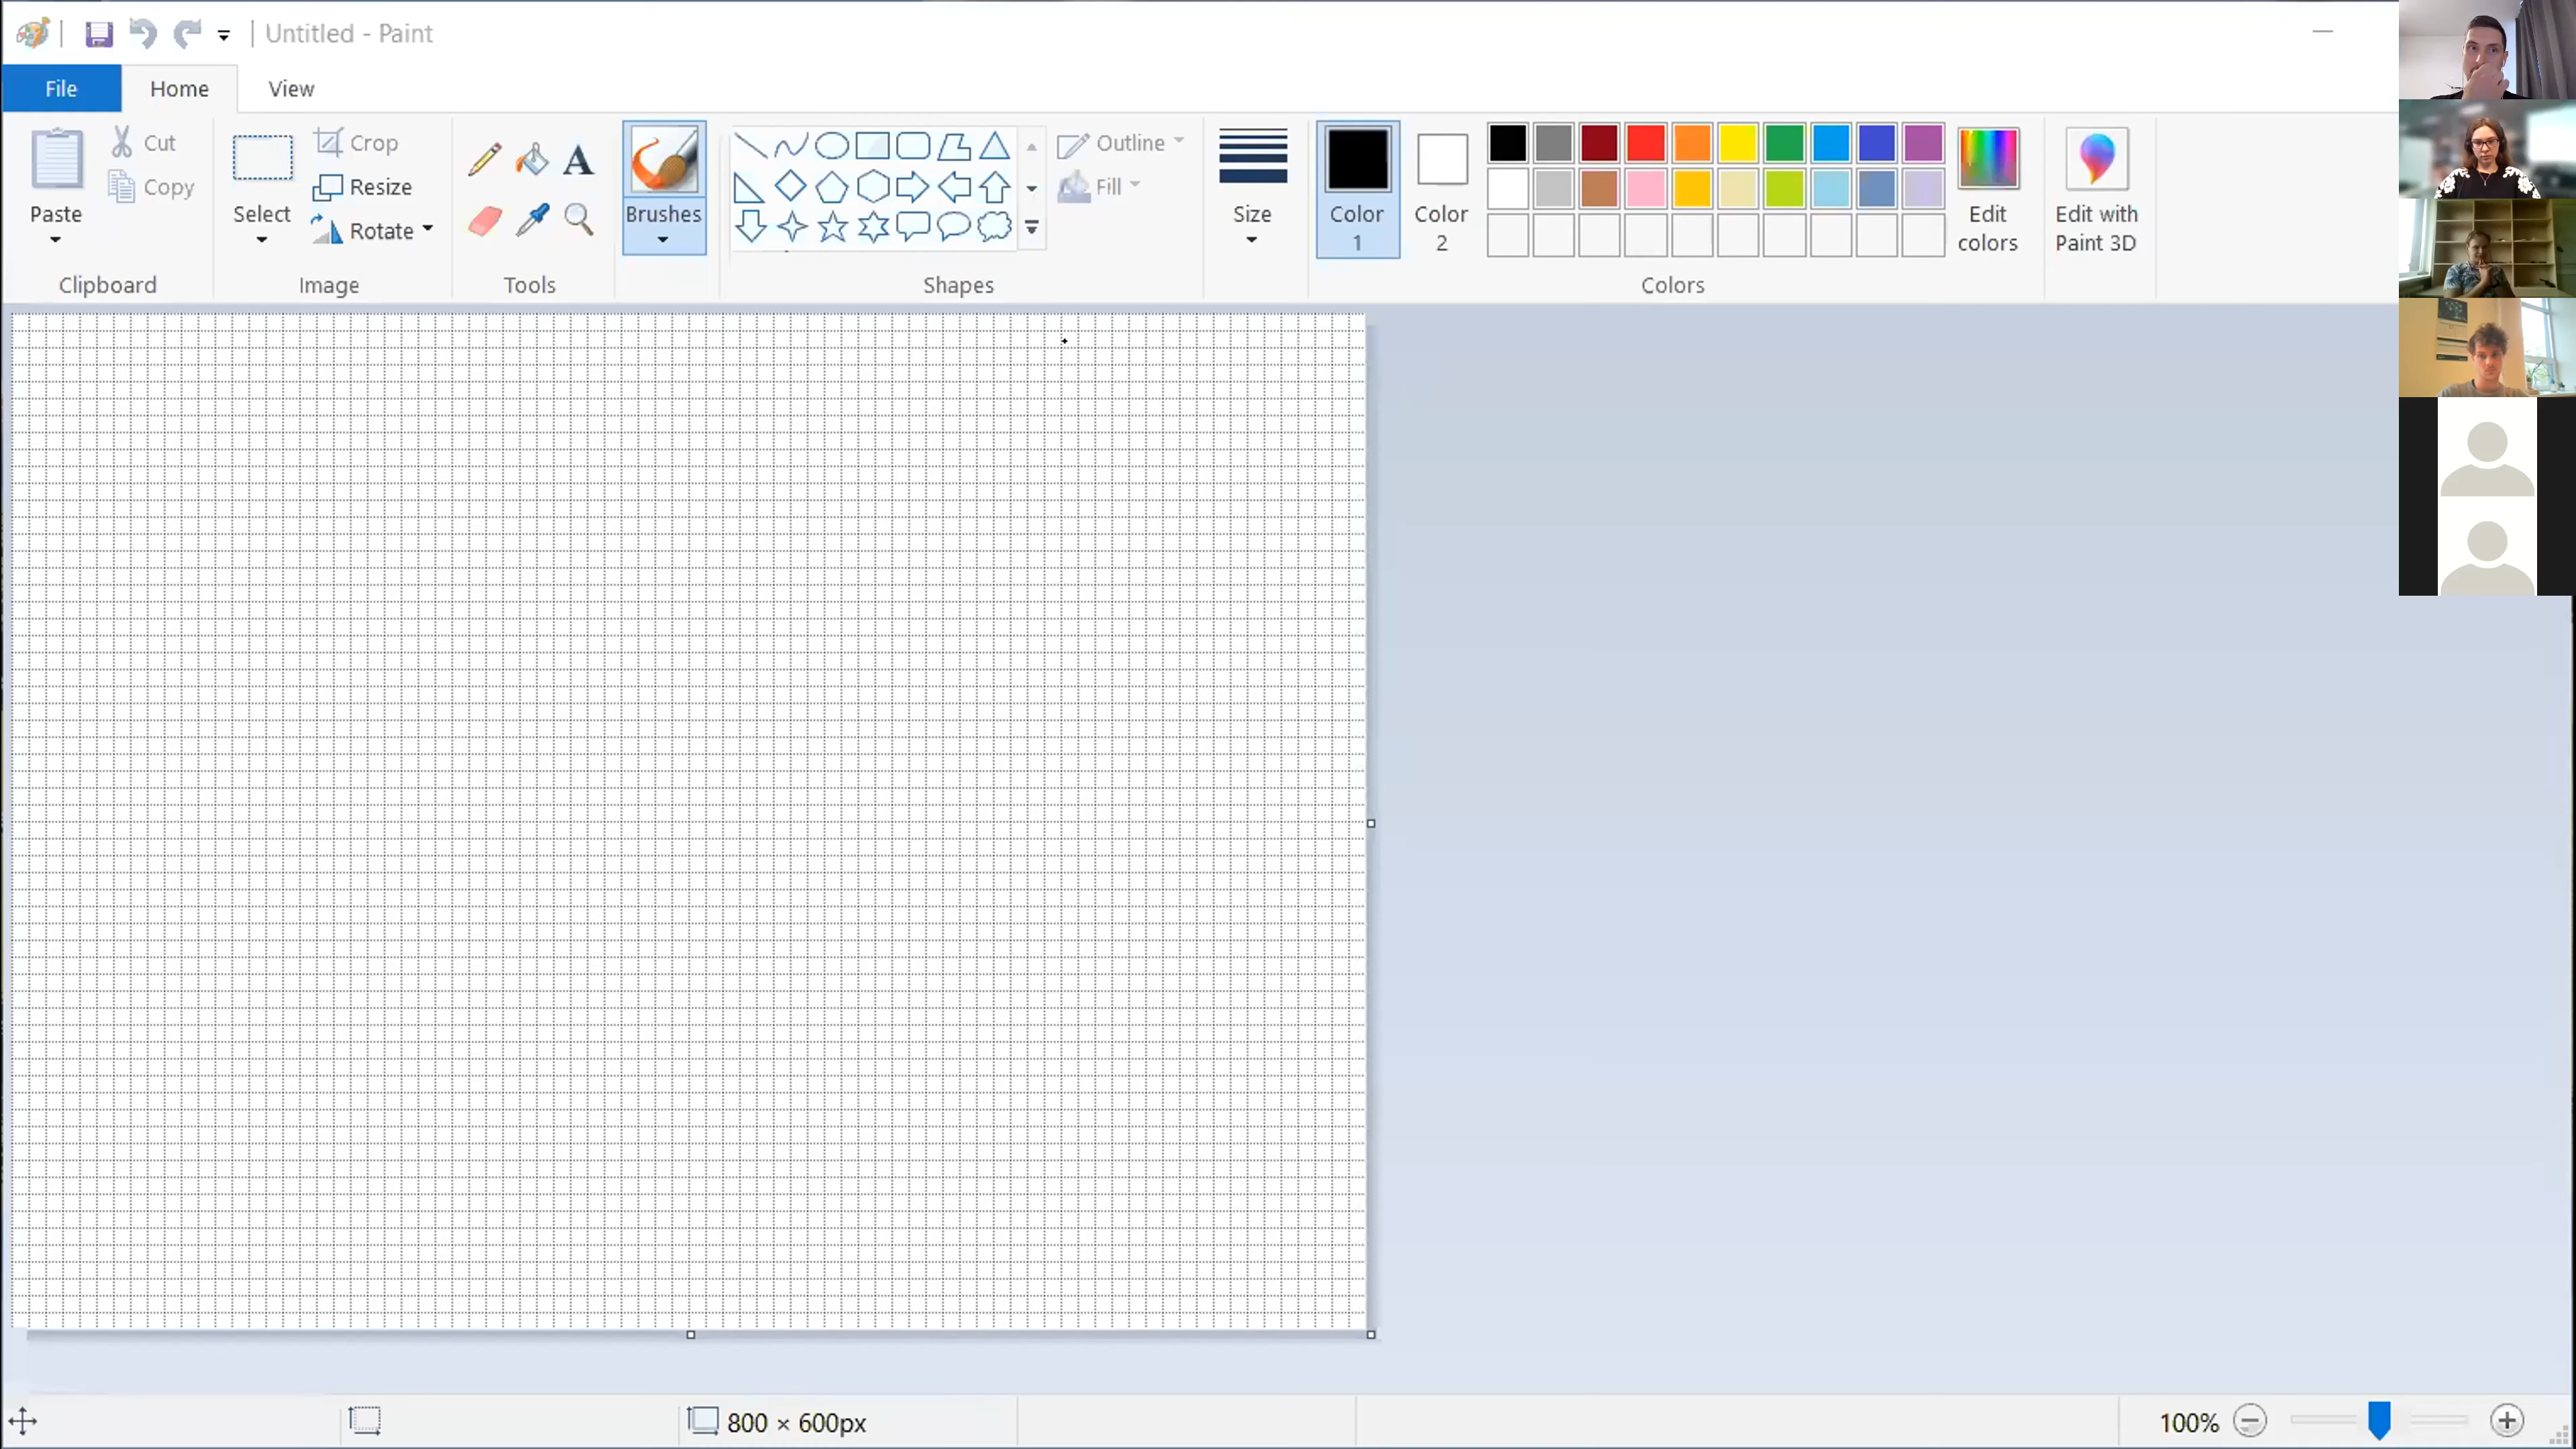 Untitled - Paint
File Home View
Paste Cut Copy Clipboard
Select Crop Resize Rotate Image
A
Tools
Brushes
Shapes
Outline
Fill
Size
Color 1
Color 2
Edit colors
Colors
Edit with Paint 3D
800 × 600px
100%